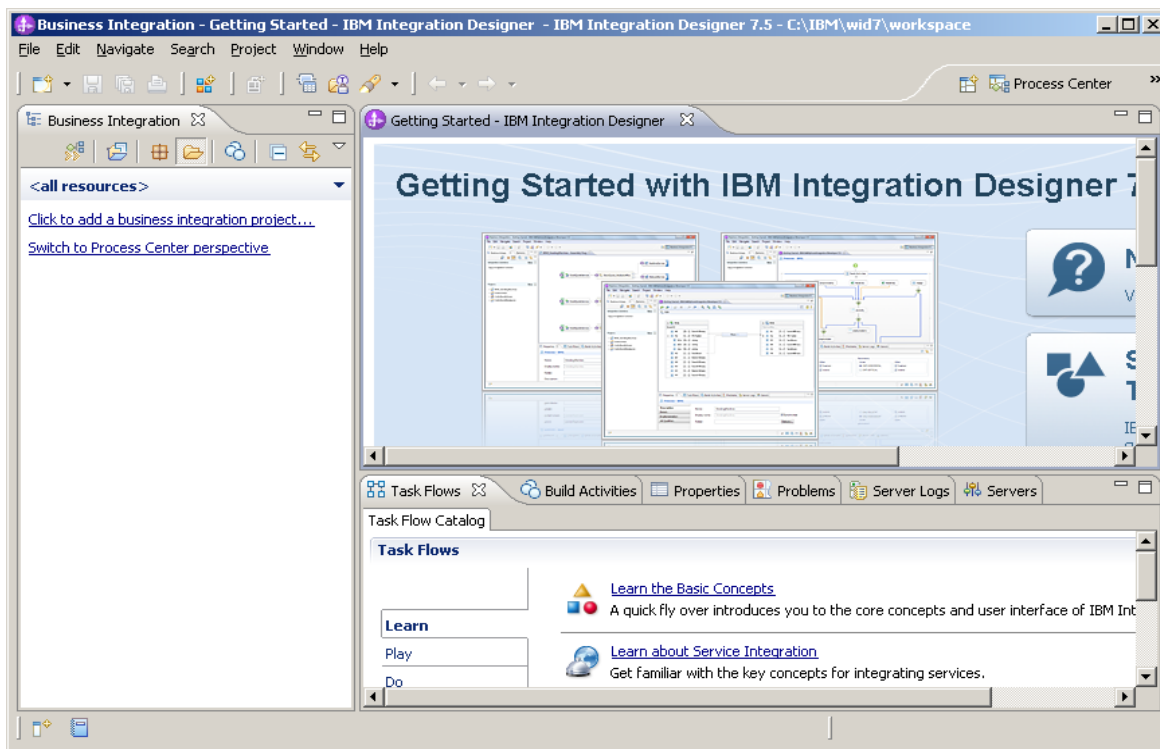 Business Integration - Getting Started - IBM Integration Designer - IBM Integration Designer 7.5 - C:\IBM\wid7\workspace
File Edit Navigate Search Project Window Help
Process Center
Business Integration
Getting Started - IBM Integration Designer
<all resources>
Click to add a business integration project...
Switch to Process Center perspective
Getting Started with IBM Integration Designer 7
N
V
S
T
IE
Task Flows Build Activities Properties Problems Server Logs Servers
Task Flow Catalog
Task Flows
Learn
Play
Do
Learn the Basic Concepts
A quick fly over introduces you to the core concepts and user interface of IBM Int
Learn about Service Integration
Get familiar with the key concepts for integrating services.